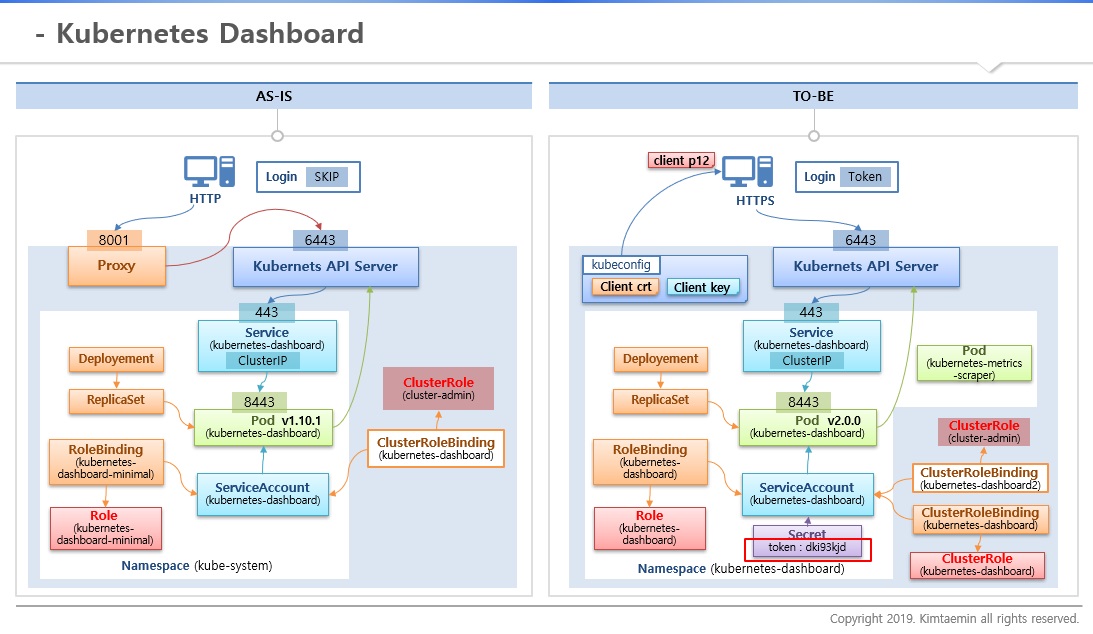 - Kubernetes Dashboard
AS-IS
HTTP
Login SKIP
8001
Proxy
6443
Kubernets API Server
443
Service
(kubernetes-dashboard)
ClusterIP
Deployement
ReplicaSet
8443
Pod v1.10.1
(kubernetes-dashboard)
ClusterRole
(cluster-admin)
ClusterRoleBinding
(kubernetes-dashboard)
RoleBinding
(kubernetes-
dashboard-minimal)
ServiceAccount
(kubernetes-dashboard)
Role
(kubernetes-
dashboard-minimal)
Namespace (kube-system)
TO-BE
client p12
HTTPS
Login Token
6443
Kubernets API Server
kubeconfig
Client crt
Client key
443
Service
(kubernetes-dashboard)
ClusterIP
Pod
(kubernetes-metrics
-scraper)
Deployement
ReplicaSet
8443
Pod v2.0.0
(kubernetes-dashboard)
ClusterRole
(cluster-admin)
RoleBinding
(kubernetes-
dashboard)
ServiceAccount
(kubernetes-dashboard)
ClusterRoleBinding
(kubernetes-dashboard2)
ClusterRoleBinding
(kubernetes-dashboard)
Role
(kubernetes-
dashboard)
Secret
token : dki93kjd
ClusterRole
(kubernetes-dashboard)
Namespace (kubernetes-dashboard)
Copyright 2019. Kimtaemin all rights reserved.